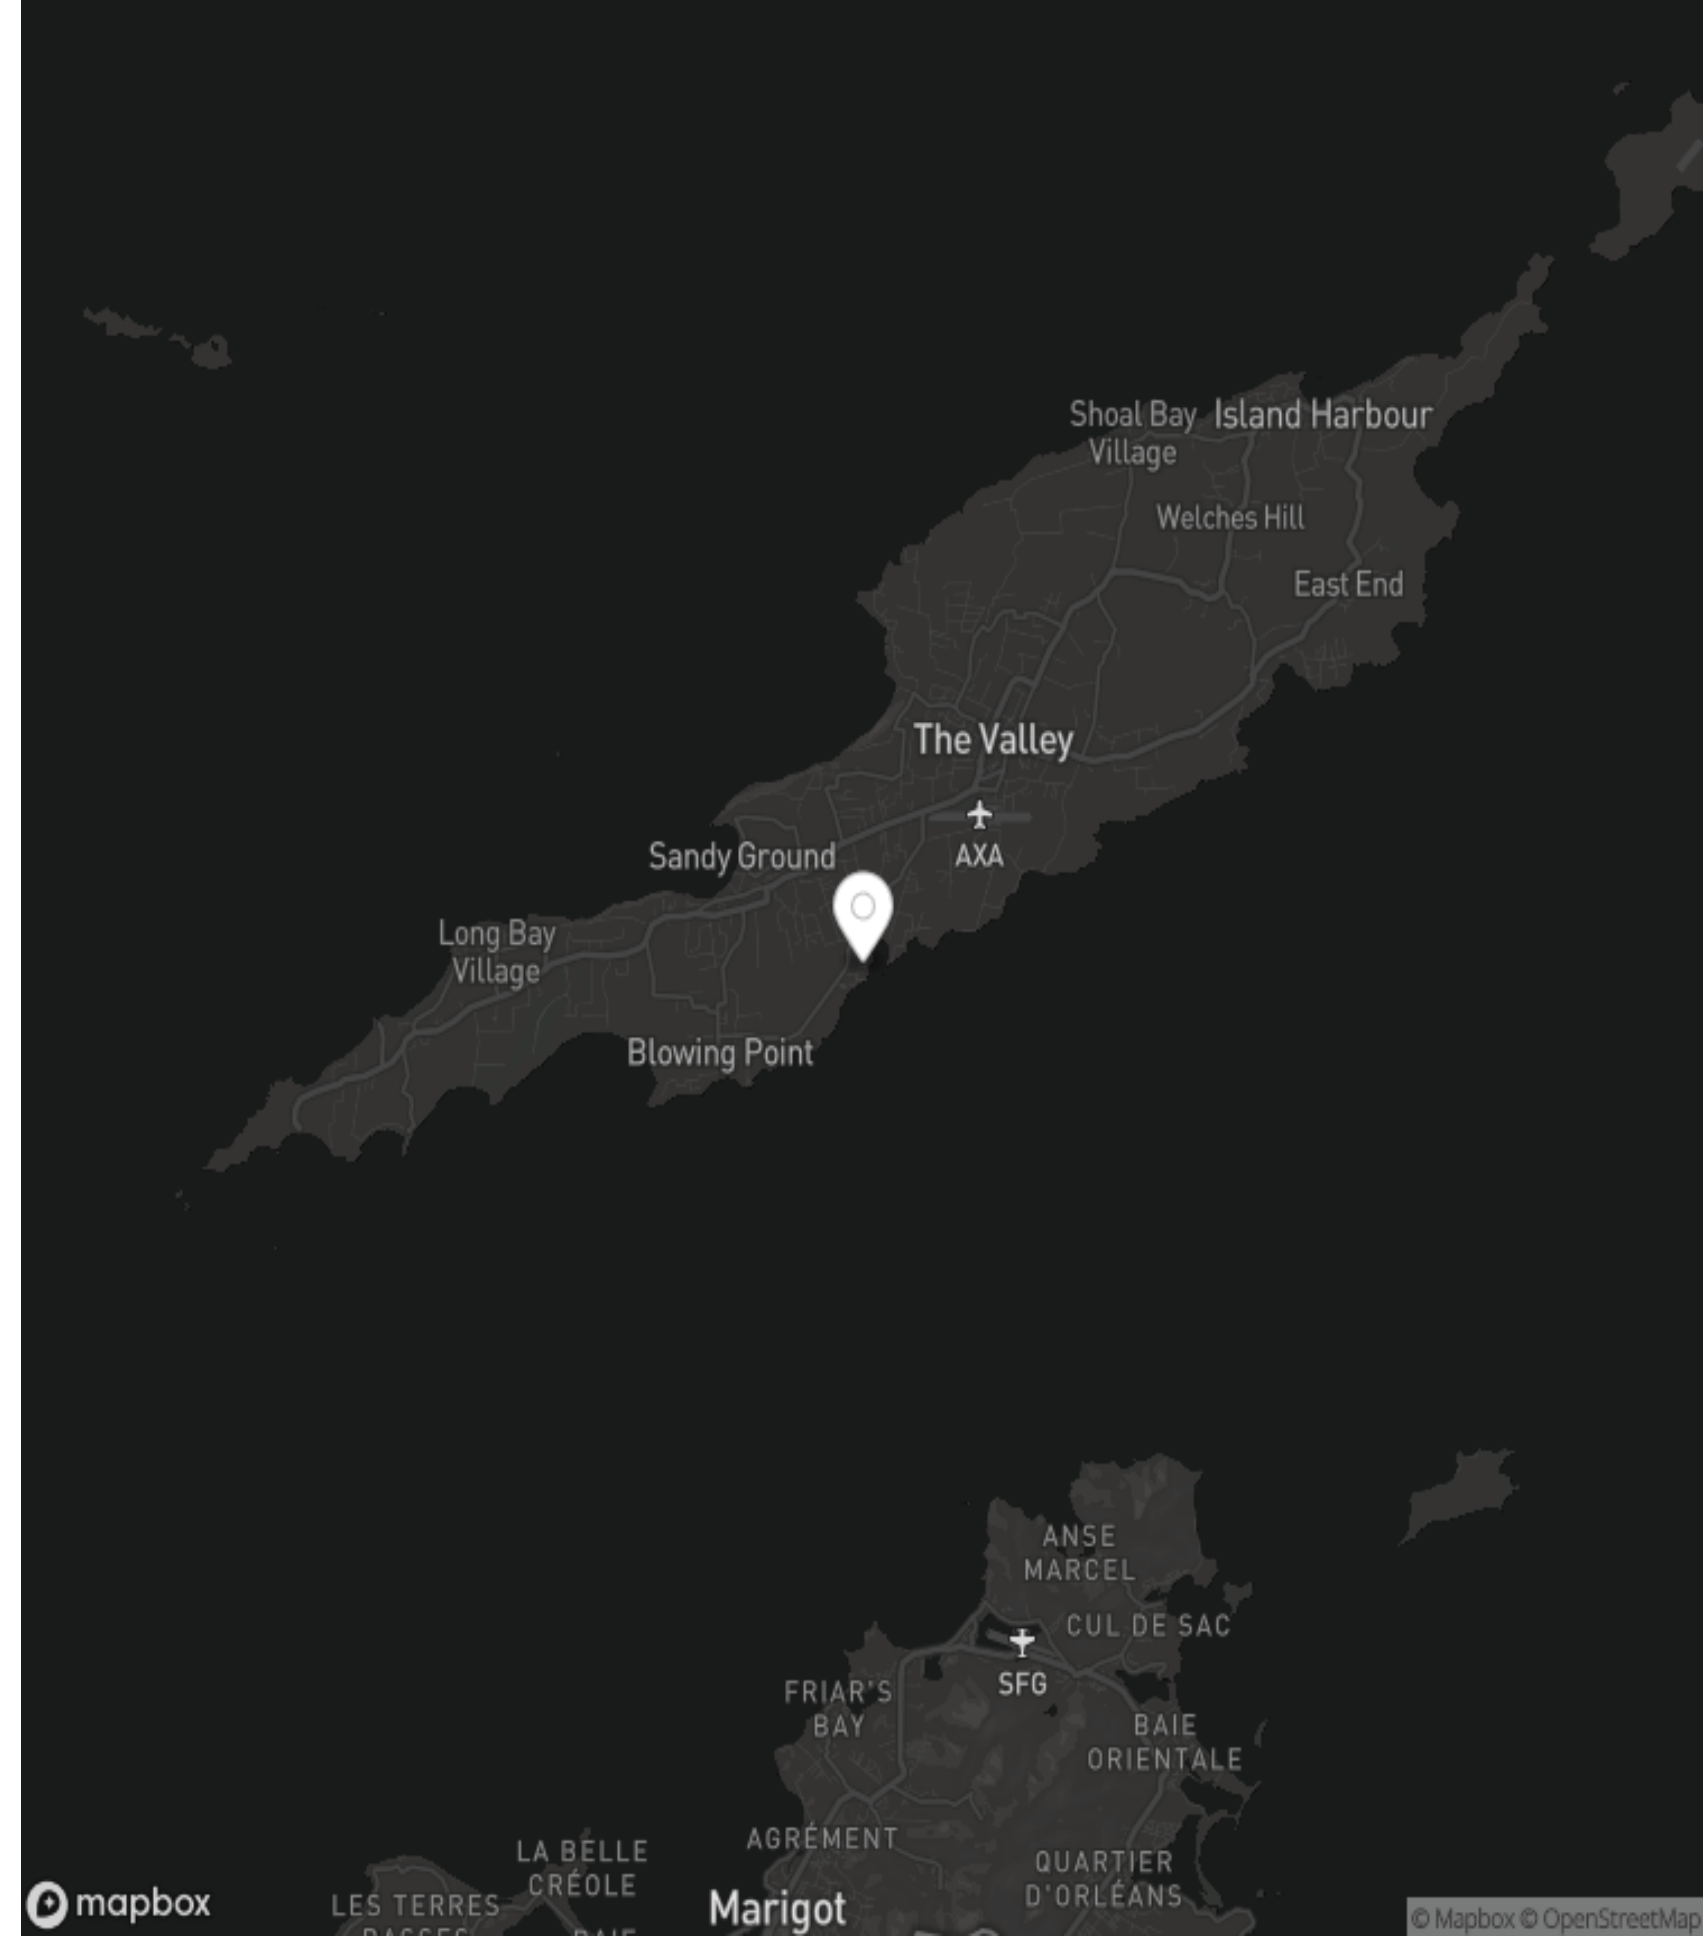 Shoal Bay
Village
Island Harbour
Welches Hill
East End
The Valley
AXA
Sandy Ground
Long Bay
Village
Blowing Point
ANSE
MARCEL
CUL DE SAC
SFG
FRIAR'S
BAY
BAIE
ORIENTALE
AGRÉMENT
LA BELLE
CRÉOLE
QUARTIER
D'ORLÉANS
LES TERRES
BASSES
Marigot
BAIE
mapbox
© Mapbox © OpenStreetMap